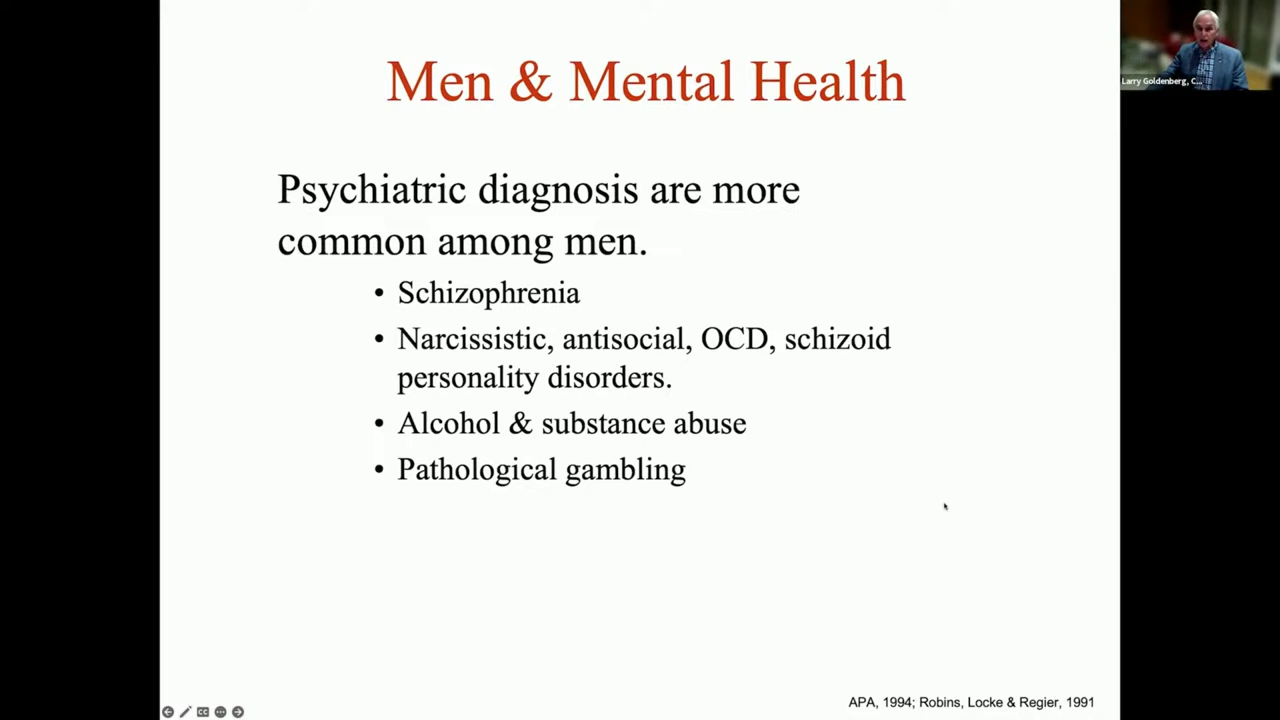 Men & Mental Health
Larry Goldenberg, C...
Psychiatric diagnosis are more
common among men.
• Schizophrenia
• Narcissistic, antisocial, OCD, schizoid
personality disorders.
• Alcohol & substance abuse
• Pathological gambling
APA, 1994; Robins, Locke & Regier, 1991
CC